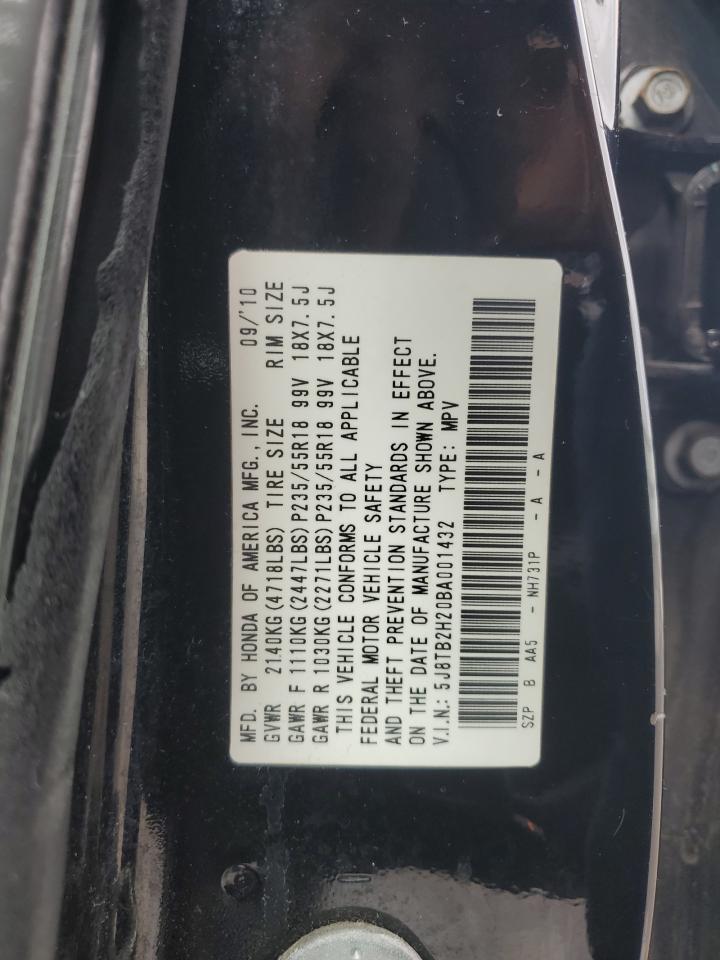 MFD. BY HONDA OF AMERICA MFG., INC. 09/'10
GVWR 2140KG(4718LBS) TIRE SIZE RIM SIZE
GAWR F 1110KG(2447LBS)P235/55R18 99V 18X7.5J
GAWR R 1030KG(2271LBS)P235/55R18 99V 18X7.5J
THIS VEHICLE CONFORMS TO ALL APPLICABLE
FEDERAL MOTOR VEHICLE SAFETY
AND THEFT PREVENTION STANDARDS IN EFFECT
ON THE DATE OF MANUFACTURE SHOWN ABOVE.
V.I.N.: 5J8TB2H20BA001432 TYPE: MPV
SZP B AA5 - NH731P - A - A